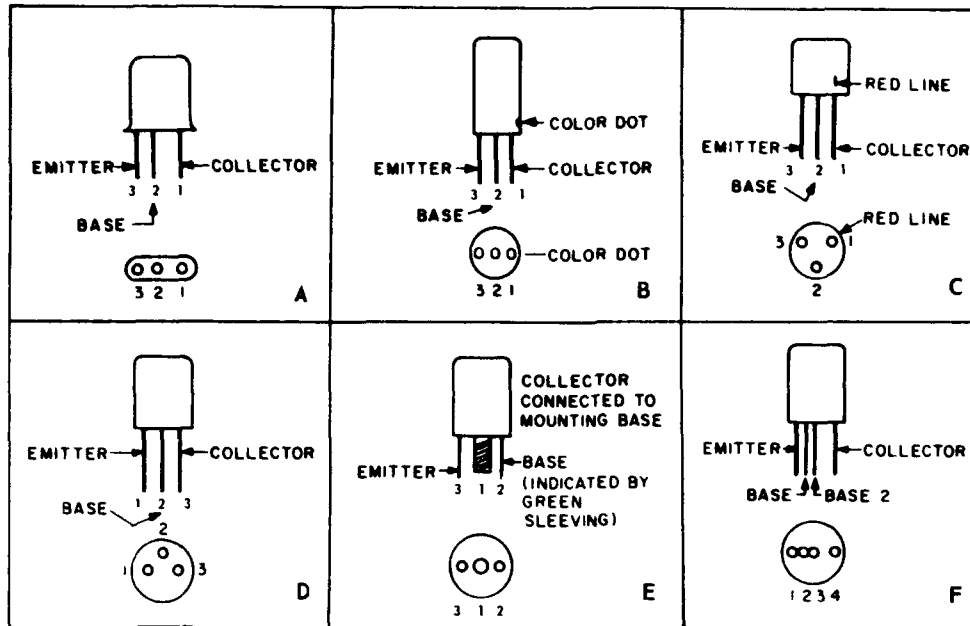 EMITTER
COLLECTOR
3 2 1
BASE
3 2 1
A
COLOR DOT
EMITTER
COLLECTOR
3 2 1
BASE
COLOR DOT
3 2 1
B
RED LINE
EMITTER
COLLECTOR
3 2 1
BASE
RED LINE
3 1
2
C
EMITTER
COLLECTOR
1 2 3
BASE
2
1 3
D
COLLECTOR
CONNECTED TO
MOUNTING BASE
EMITTER
BASE
(INDICATED BY
GREEN
SLEEVING)
3 1 2
3 1 2
E
EMITTER
COLLECTOR
BASE BASE 2
1 2 3 4
F